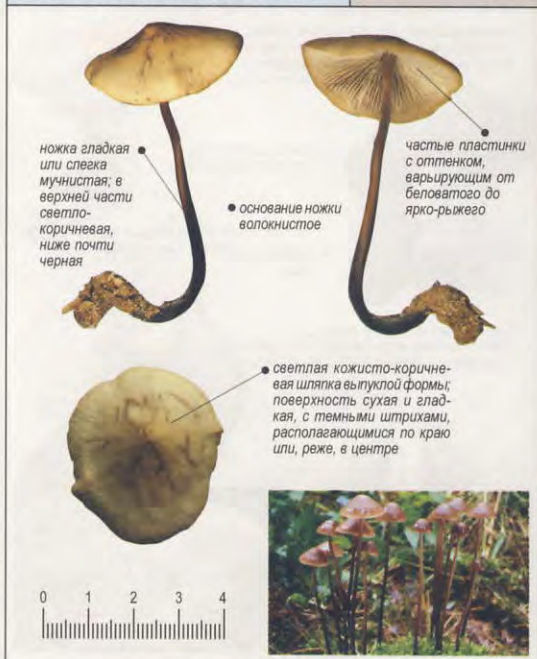 ножка гладкая
или слегка
мучнистая; в
верхней части
светло-
коричневая,
ниже почти
черная
основание ножки
волокнистое
частые пластинки
с оттенком,
варьирующим от
беловатого до
ярко-рыжего
светлая кожисто-коричне-
вая шляпка выпуклой формы;
поверхность сухая и глад-
кая, с темными штрихами,
располагающимися по краю
или, реже, в центре
0 1 2 3 4